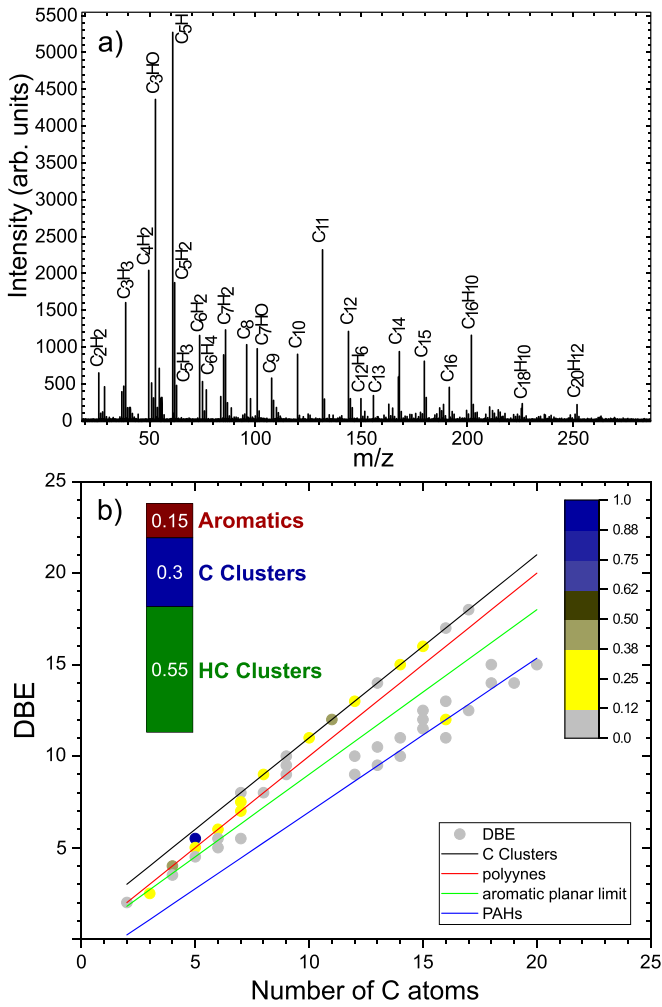 a)
Intensity (arb. units)
5500
5000
4500
4000
3500
3000
2500
2000
1500
1000
500
0
C2H2
C3H3
C4H2
C3HO
C5H
C5H2
C5H3
C6H2
C6H4
C7H2
C8
C7HO
C9
C10
C11
C12
C12H6
C13
C14
C15
C16
C16H10
C18H10
C20H12
50 100 150 200 250
m/z
b)
DBE
25
20
15
10
5
0.15 Aromatics
0.3 C Clusters
0.55 HC Clusters
1.0
0.88
0.75
0.62
0.50
0.38
0.25
0.12
0.0
DBE
C Clusters
polyynes
aromatic planar limit
PAHs
0 5 10 15 20 25
Number of C atoms